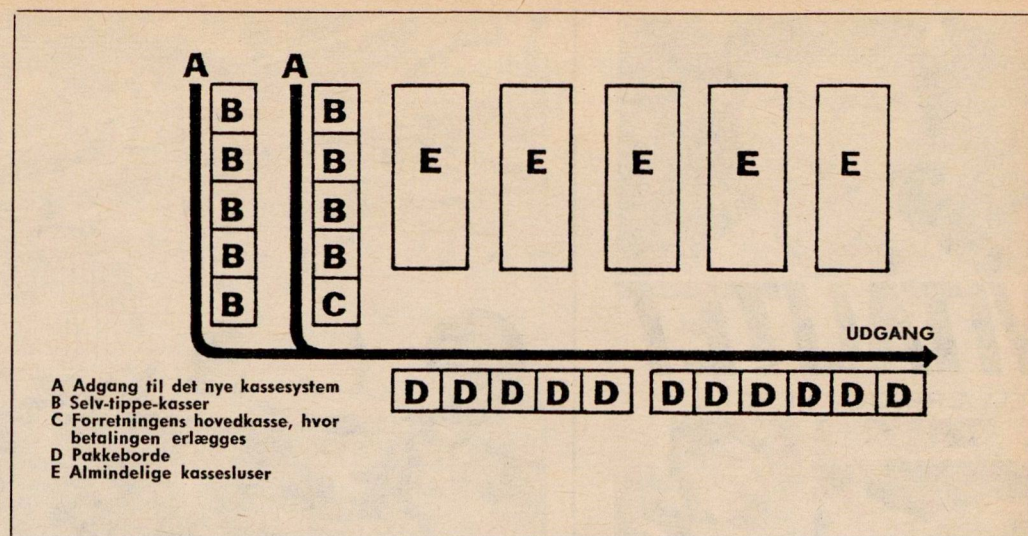 A A
B B
B B E E E E E
B B
B B
B C
UDGANG
D D D D D D D D D D D
A Adgang til det nye kassesystem
B Selv-tippe-kasser
C Forretningens hovedkasse, hvor
betalingen erlægges
D Pakkeborde
E Almindelige kassesluser